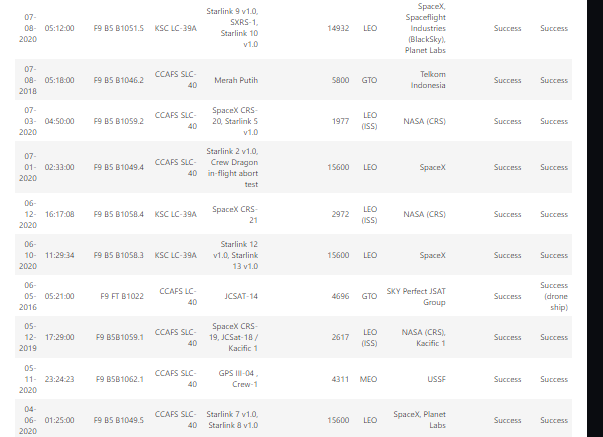 07-08-2020 05:12:00 F9 B5 B1051.5 KSC LC-39A Starlink 9 v1.0, SXRS-1, Starlink 10 v1.0 14932 LEO SpaceX, Spaceflight Industries (BlackSky), Planet Labs Success Success
07-08-2018 05:18:00 F9 B5 B1046.2 CCAFS SLC-40 Merah Putih 5800 GTO Telkom Indonesia Success Success
07-03-2020 04:50:00 F9 B5 B1059.2 CCAFS SLC-40 SpaceX CRS-20, Starlink 5 v1.0 1977 LEO (ISS) NASA (CRS) Success Success
07-01-2020 02:33:00 F9 B5 B1049.4 CCAFS SLC-40 Starlink 2 v1.0, Crew Dragon in-flight abort test 15600 LEO SpaceX Success Success
06-12-2020 16:17:08 F9 B5 B1058.4 KSC LC-39A SpaceX CRS-21 2972 LEO (ISS) NASA (CRS) Success Success
06-10-2020 11:29:34 F9 B5 B1058.3 KSC LC-39A Starlink 12 v1.0, Starlink 13 v1.0 15600 LEO SpaceX Success Success
06-05-2016 05:21:00 F9 FT B1022 CCAFS LC-40 JCSAT-14 4696 GTO SKY Perfect JSAT Group Success Success (drone ship)
05-12-2019 17:29:00 F9 B5B1059.1 CCAFS SLC-40 SpaceX CRS-19, JCSat-18 / Kacific 1 2617 LEO (ISS) NASA (CRS), Kacific 1 Success Success
05-11-2020 23:24:23 F9 B5B1062.1 CCAFS SLC-40 GPS III-04 , Crew-1 4311 MEO USSF Success Success
04-06-2020 01:25:00 F9 B5 B1049.5 CCAFS SLC-40 Starlink 7 v1.0, Starlink 8 v1.0 15600 LEO SpaceX, Planet Labs Success Success